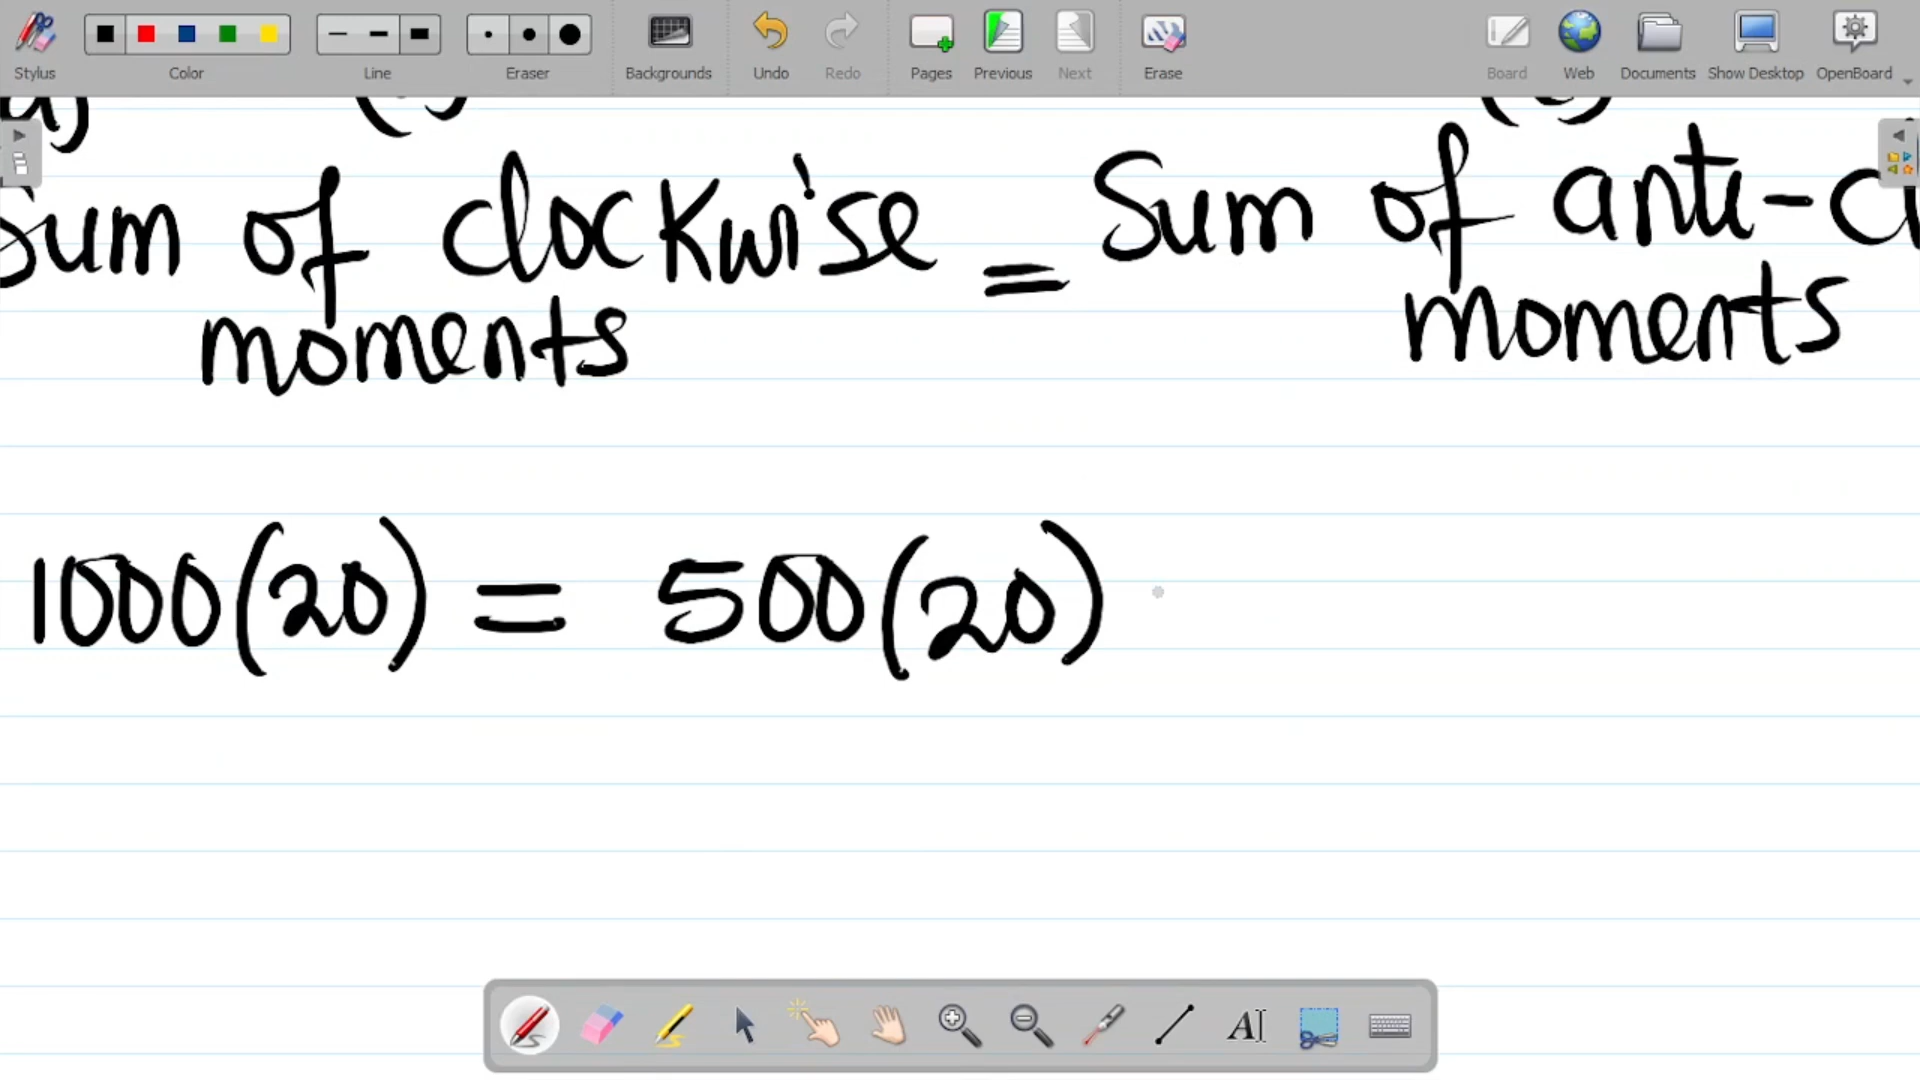 Stylus Color Line Eraser Backgrounds Undo Redo Pages Previous Next Erase Board Web Documents Show Desktop OpenBoard
Sum of clockwise = Sum of anti-
moments moments
1000(20) = 500(20)